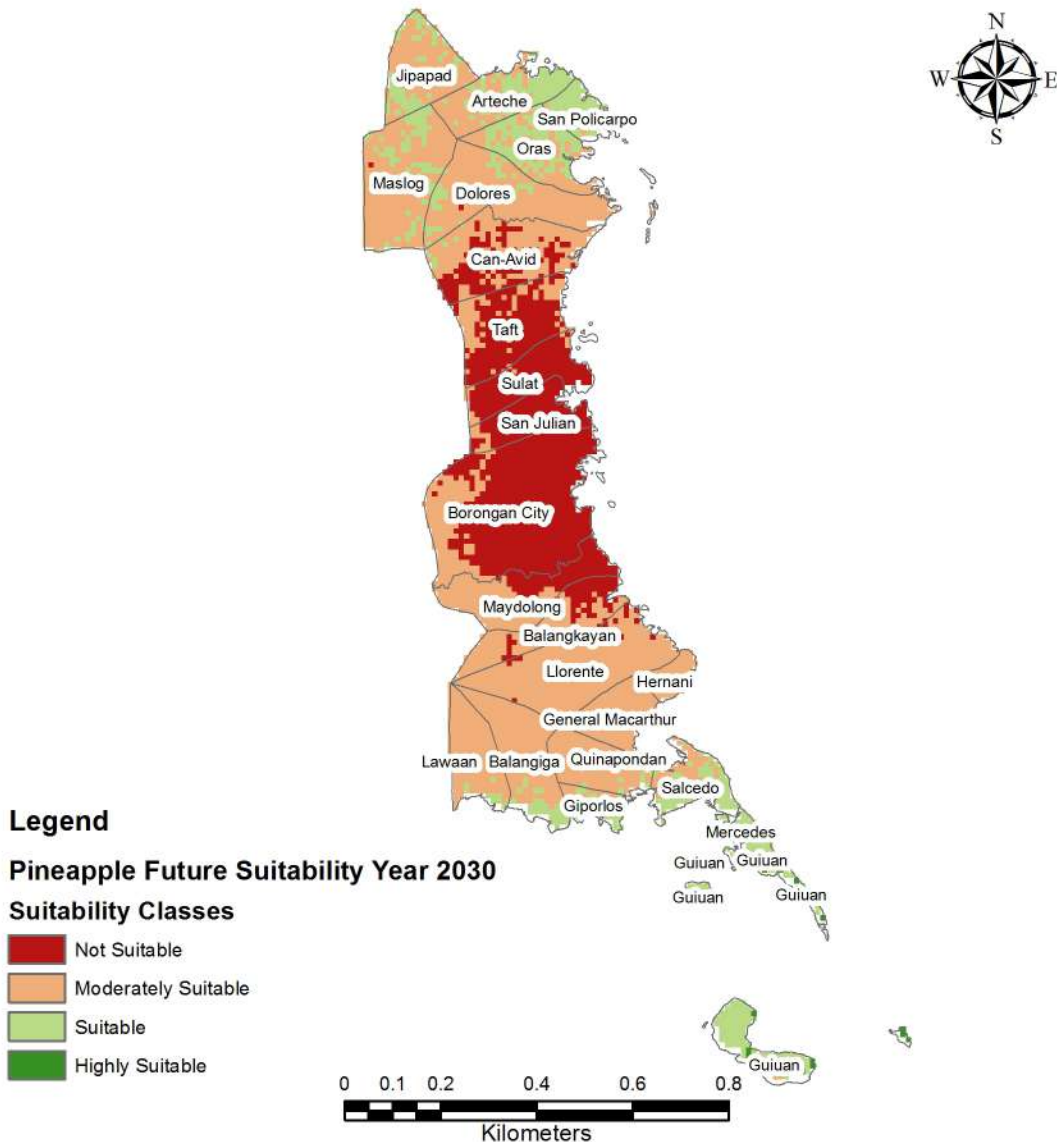 N
W E
S
Jipapad
Arteche
San Policarpo
Oras
Maslog
Dolores
Can-Avid
Taft
Sulat
San Julian
Borongan City
Maydolong
Balangkayan
Llorente
Hernani
General Macarthur
Lawaan Balangiga Quinapondan
Salcedo
Giporlos
Mercedes
Guiuan Guiuan
Guiuan Guiuan
Guiuan
Legend
Pineapple Future Suitability Year 2030
Suitability Classes
Not Suitable
Moderately Suitable
Suitable
Highly Suitable
0 0.1 0.2 0.4 0.6 0.8
Kilometers